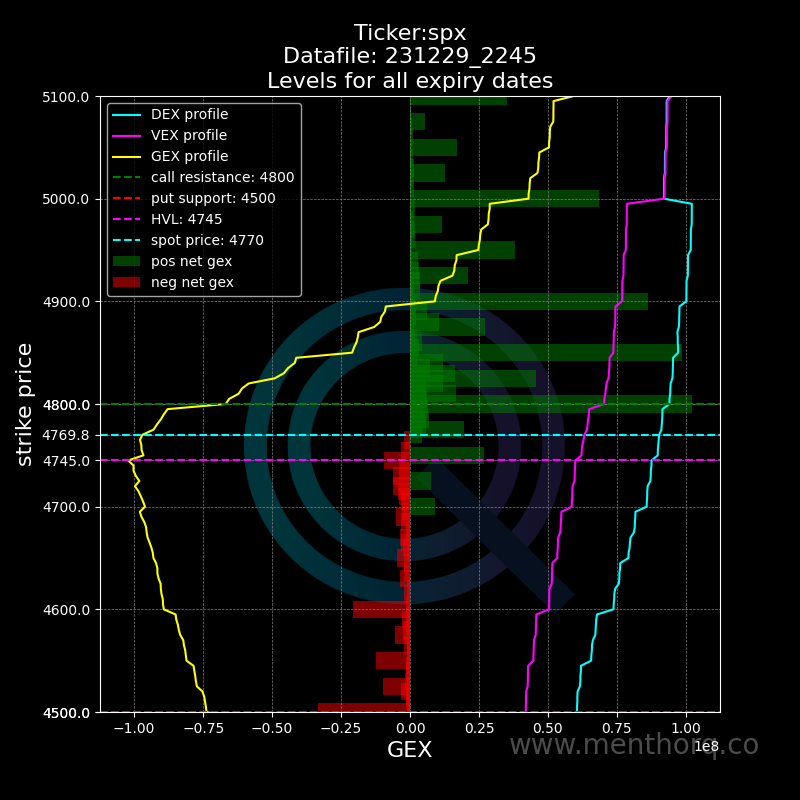 Ticker:spx
Datafile: 231229_2245
Levels for all expiry dates
DEX profile
VEX profile
GEX profile
call resistance: 4800
put support: 4500
HVL: 4745
spot price: 4770
pos net gex
neg net gex
strike price
5100.0
5000.0
4900.0
4800.0
4769.8
4745.0
4700.0
4600.0
4500.0
−1.00 −0.75 −0.50 −0.25 0.00 0.25 0.50 0.75 1.00
1e8
GEX
www.menthorq.co